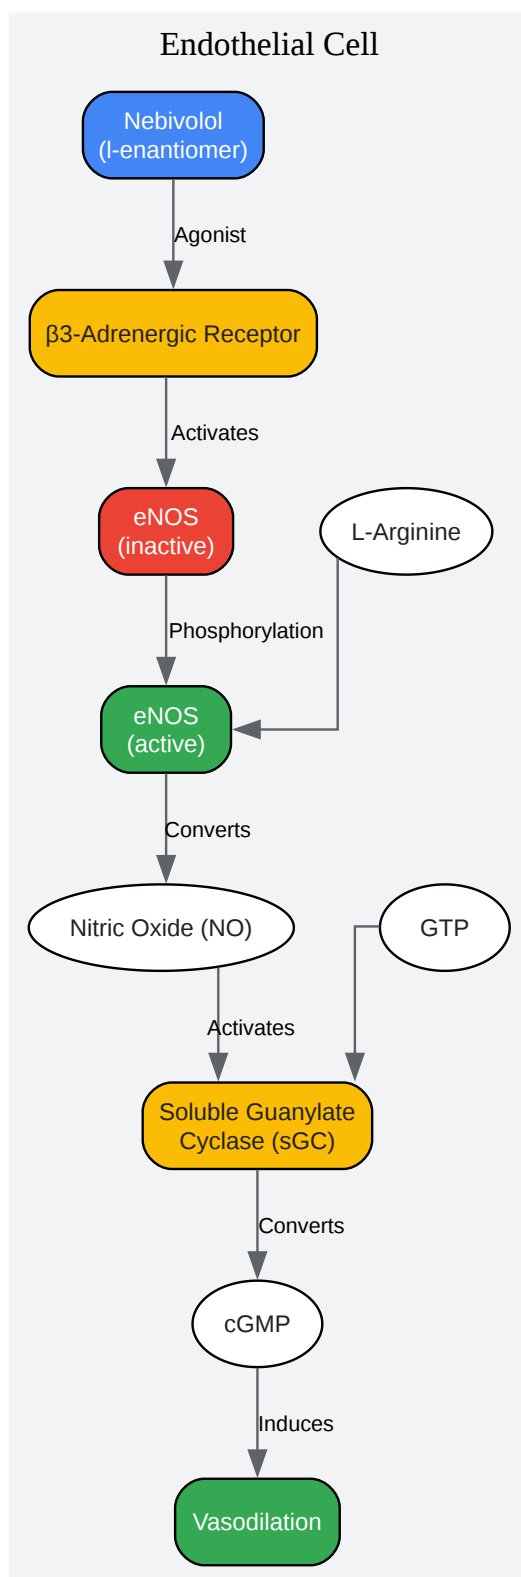 Endothelial Cell
Nebivolol
(l-enantiomer)
Agonist
β3-Adrenergic Receptor
Activates
eNOS
(inactive)
L-Arginine
Phosphorylation
eNOS
(active)
Converts
Nitric Oxide (NO)
GTP
Activates
Soluble Guanylate
Cyclase (sGC)
Converts
cGMP
Induces
Vasodilation